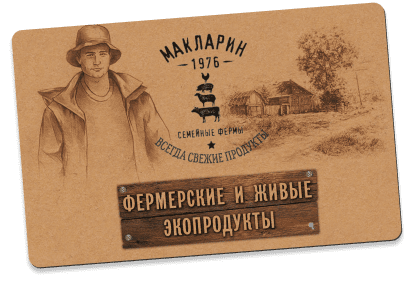 МАКЛАРИН
1976
СЕМЕЙНЫЕ ФЕРМЫ
ВСЕГДА СВЕЖИЕ ПРОДУКТЫ
ФЕРМЕРСКИЕ И ЖИВЫЕ
ЭКОПРОДУКТЫ